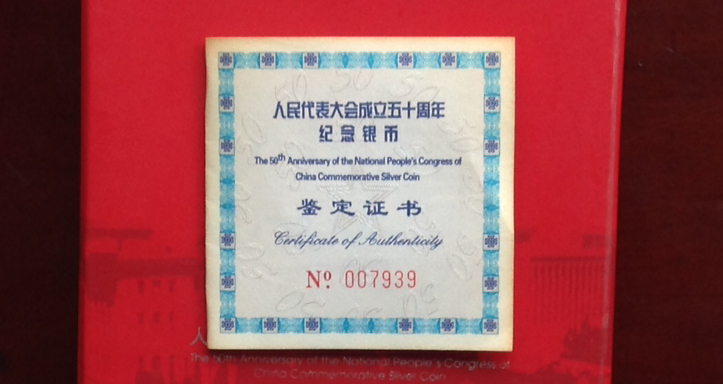 人民代表大会成立五十周年
纪念银币
The 50th Anniversary of the National People's Congress of
China Commemorative Silver Coin
鉴定证书
Certificate of Authenticity
Nº 007939
人
The 50th Anniversary of the National People's Congress of
China Commemorative Silver Coin